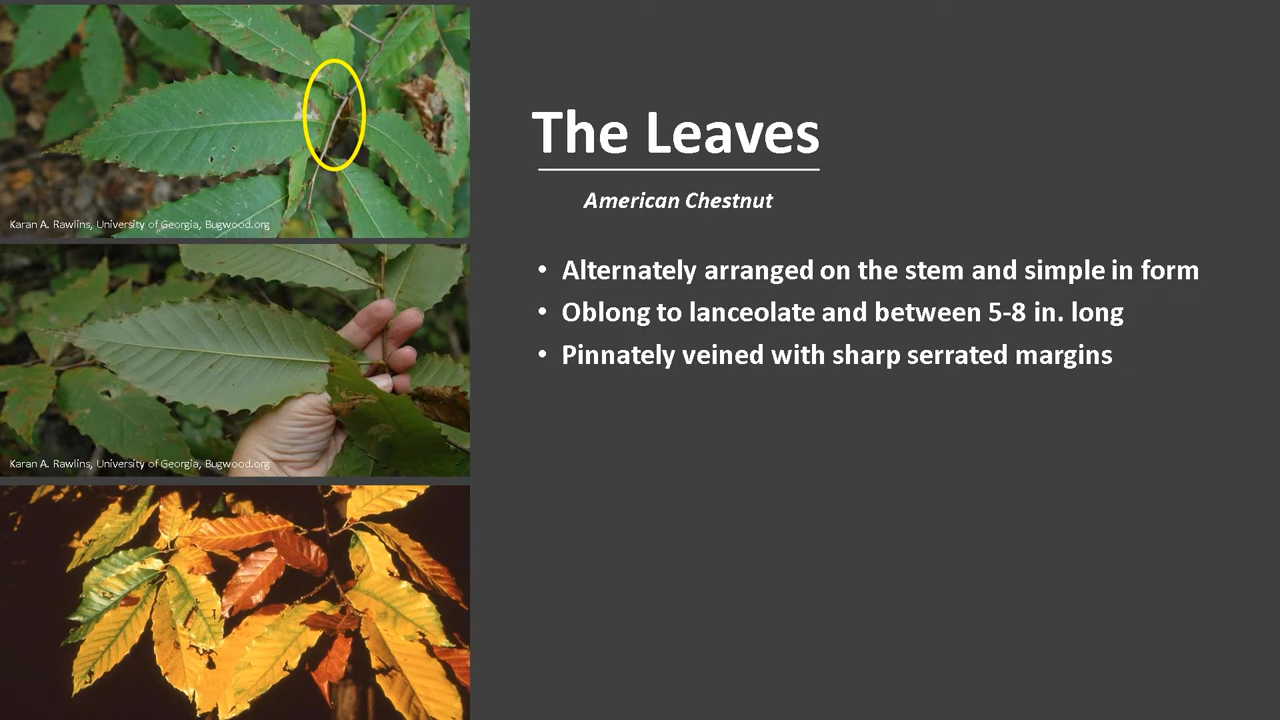 The Leaves
American Chestnut
• Alternately arranged on the stem and simple in form
• Oblong to lanceolate and between 5-8 in. long
• Pinnately veined with sharp serrated margins
Karan A. Rawlins, University of Georgia, Bugwood.org
Karan A. Rawlins, University of Georgia, Bugwood.org